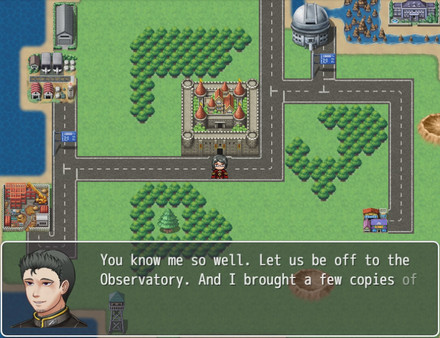 You know me so well. Let us be off to the
Observatory. And I brought a few copies of